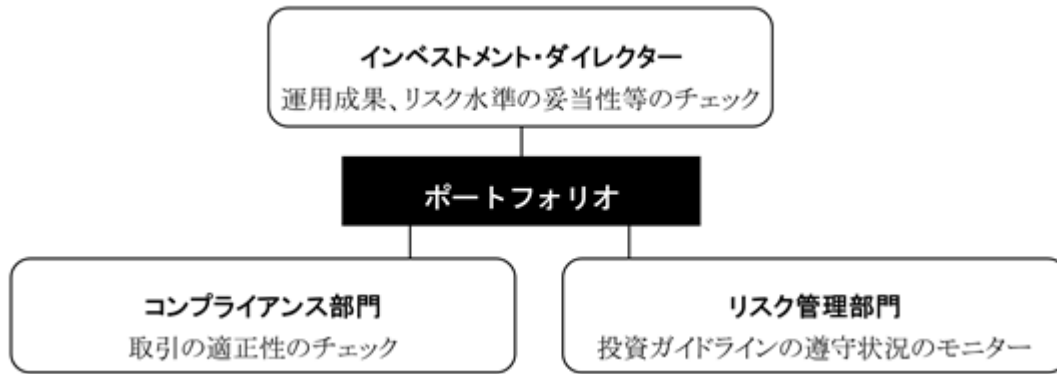 インベストメント・ダイレクター
運用成果、リスク水準の妥当性等のチェック
ポートフォリオ
コンプライアンス部門
取引の適正性のチェック
リスク管理部門
投資ガイドラインの遵守状況のモニター